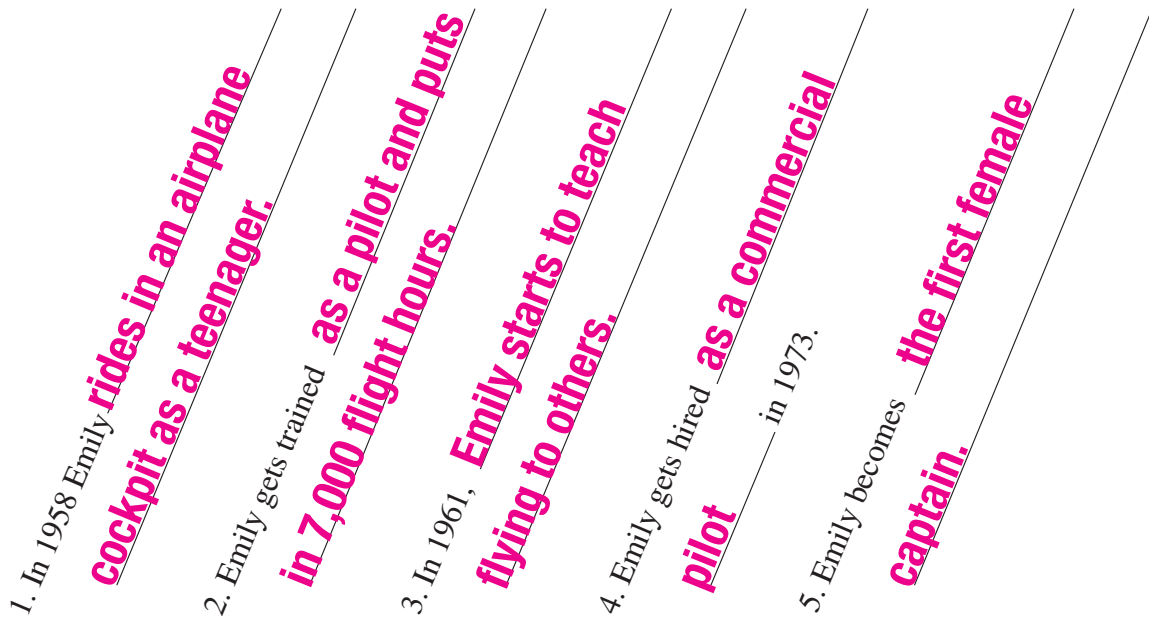 1. In 1958 Emily rides in an airplane
cockpit as a teenager.
2. Emily gets trained as a pilot and puts
in 7,000 flight hours.
3. In 1961, Emily starts to teach
flying to others.
4. Emily gets hired as a commercial
pilot in 1973.
5. Emily becomes the first female
captain.